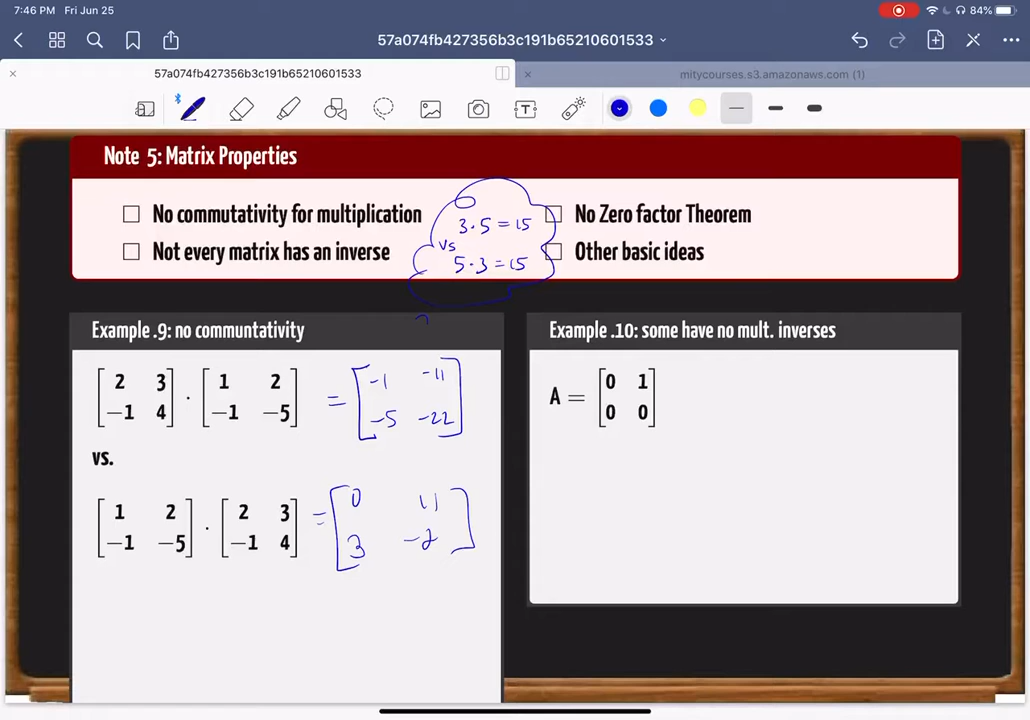 7:46 PM Fri Jun 25
84%
57a074fb427356b3c191b65210601533
57a074fb427356b3c191b65210601533
mitycourses.s3.amazonaws.com (1)
Note 5: Matrix Properties
No commutativity for multiplication
Not every matrix has an inverse
3·5=15
vs
5·3=15
No Zero factor Theorem
Other basic ideas
Example .9: no communtativity
[2 3] · [1 2] = [-1 -11]
[−1 4] [−1 −5] [-5 -22]
vs.
[1 2] · [2 3] = [0 11]
[−1 −5] [−1 4] [3 -2]
Example .10: some have no mult. inverses
A = [0 1]
[0 0]